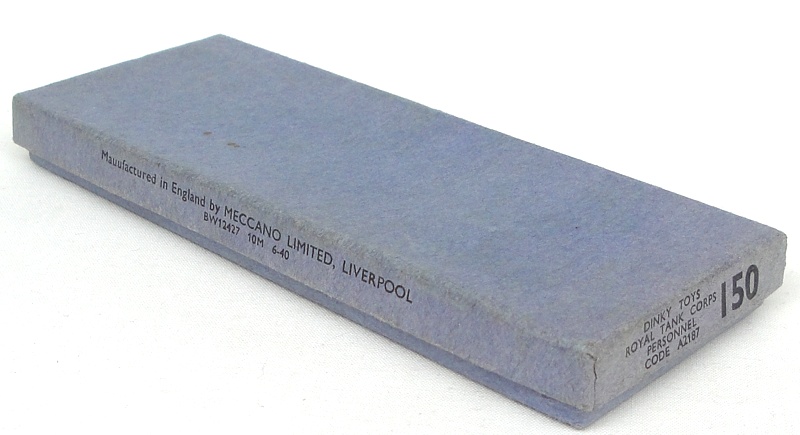 Manufactured in England by MECCANO LIMITED, LIVERPOOL
BW12427 10M 6-40
DINKY TOYS
ROYAL TANK CORPS
PERSONNEL
CODE A2187
150